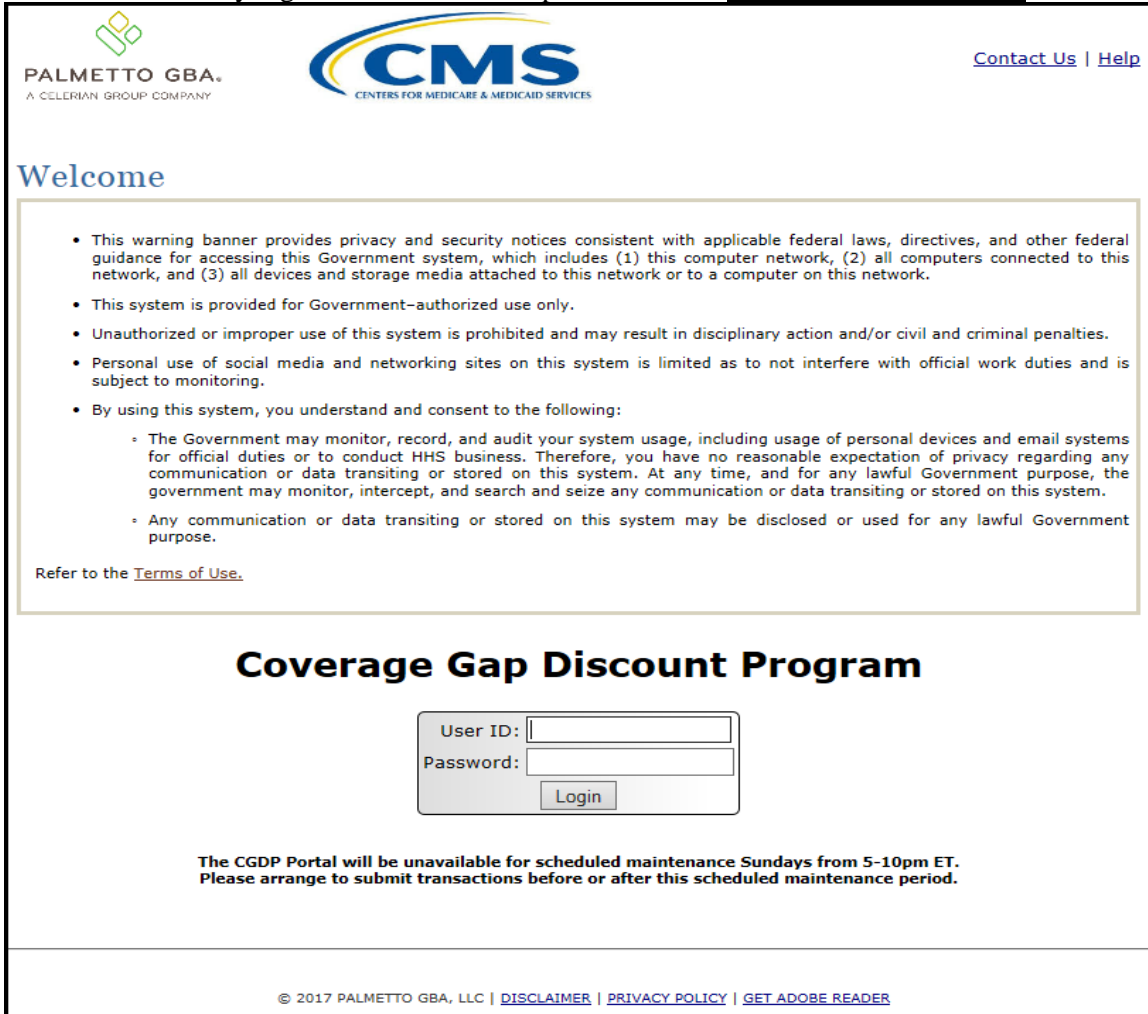 PALMETTO GBA.
A CELERIAN GROUP COMPANY
CMS
CENTERS FOR MEDICARE & MEDICAID SERVICES
Contact Us | Help
Welcome
• This warning banner provides privacy and security notices consistent with applicable federal laws, directives, and other federal
guidance for accessing this Government system, which includes (1) this computer network, (2) all computers connected to this
network, and (3) all devices and storage media attached to this network or to a computer on this network.
• This system is provided for Government–authorized use only.
• Unauthorized or improper use of this system is prohibited and may result in disciplinary action and/or civil and criminal penalties.
• Personal use of social media and networking sites on this system is limited as to not interfere with official work duties and is
subject to monitoring.
• By using this system, you understand and consent to the following:
◦ The Government may monitor, record, and audit your system usage, including usage of personal devices and email systems
for official duties or to conduct HHS business. Therefore, you have no reasonable expectation of privacy regarding any
communication or data transiting or stored on this system. At any time, and for any lawful Government purpose, the
government may monitor, intercept, and search and seize any communication or data transiting or stored on this system.
◦ Any communication or data transiting or stored on this system may be disclosed or used for any lawful Government
purpose.
Refer to the Terms of Use.
Coverage Gap Discount Program
User ID:
Password:
Login
The CGDP Portal will be unavailable for scheduled maintenance Sundays from 5-10pm ET.
Please arrange to submit transactions before or after this scheduled maintenance period.
© 2017 PALMETTO GBA, LLC | DISCLAIMER | PRIVACY POLICY | GET ADOBE READER